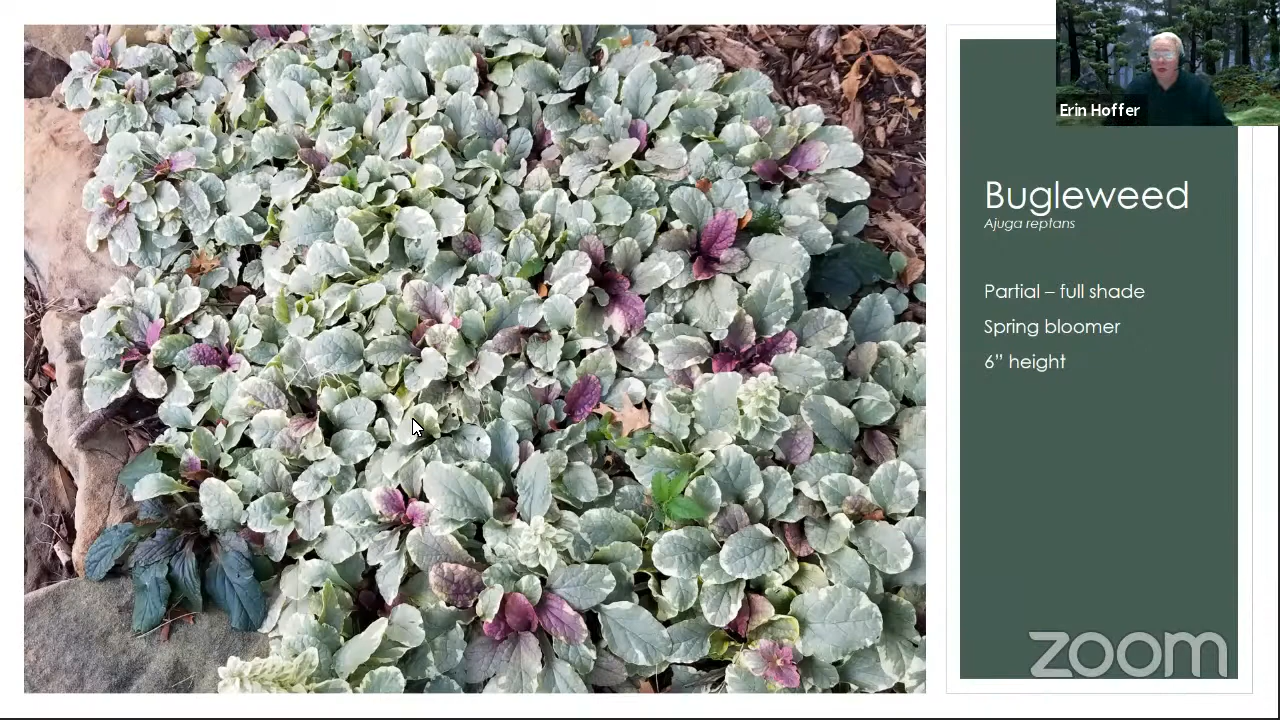 Erin Hoffer
Bugleweed
Ajuga reptans
Partial – full shade
Spring bloomer
6” height
zoom